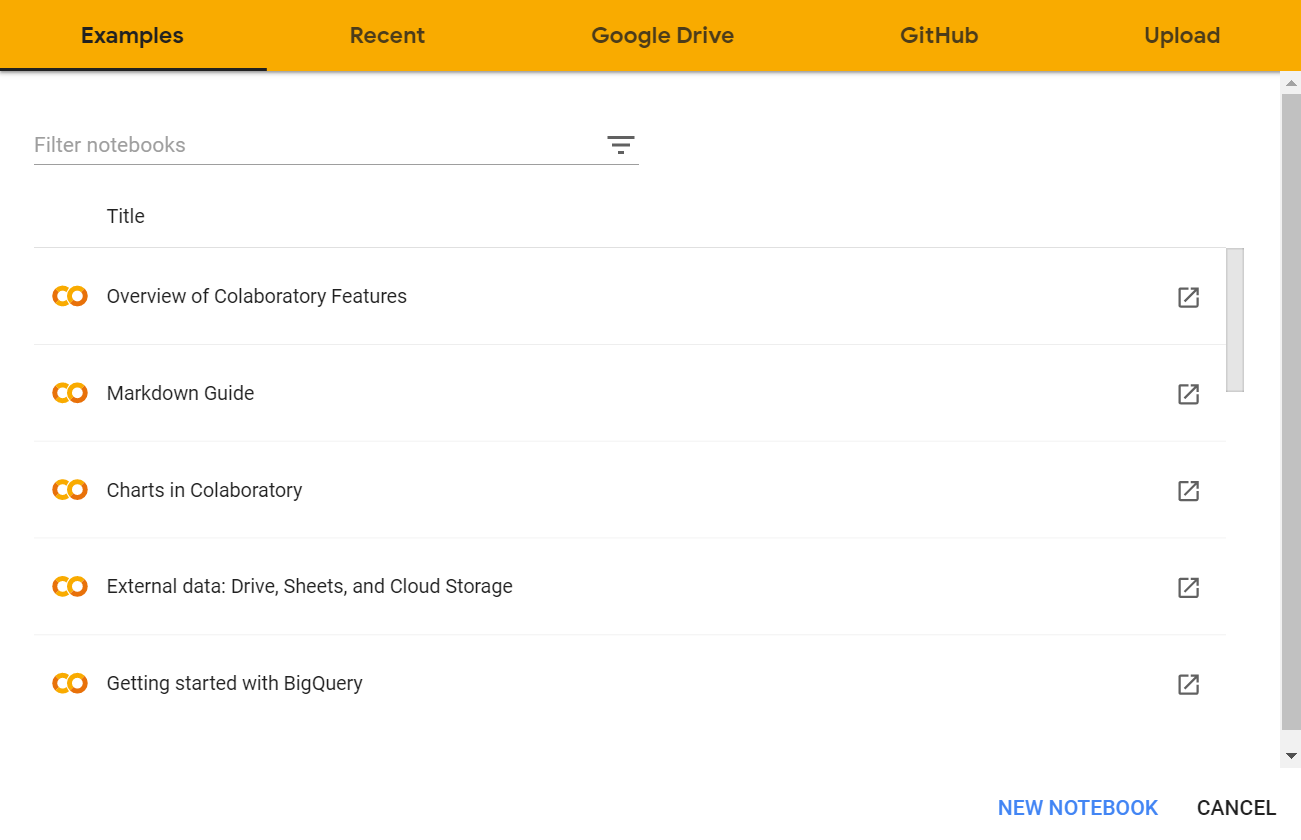 Examples Recent Google Drive GitHub Upload
Filter notebooks
Title
Overview of Colaboratory Features
Markdown Guide
Charts in Colaboratory
External data: Drive, Sheets, and Cloud Storage
Getting started with BigQuery
NEW NOTEBOOK CANCEL